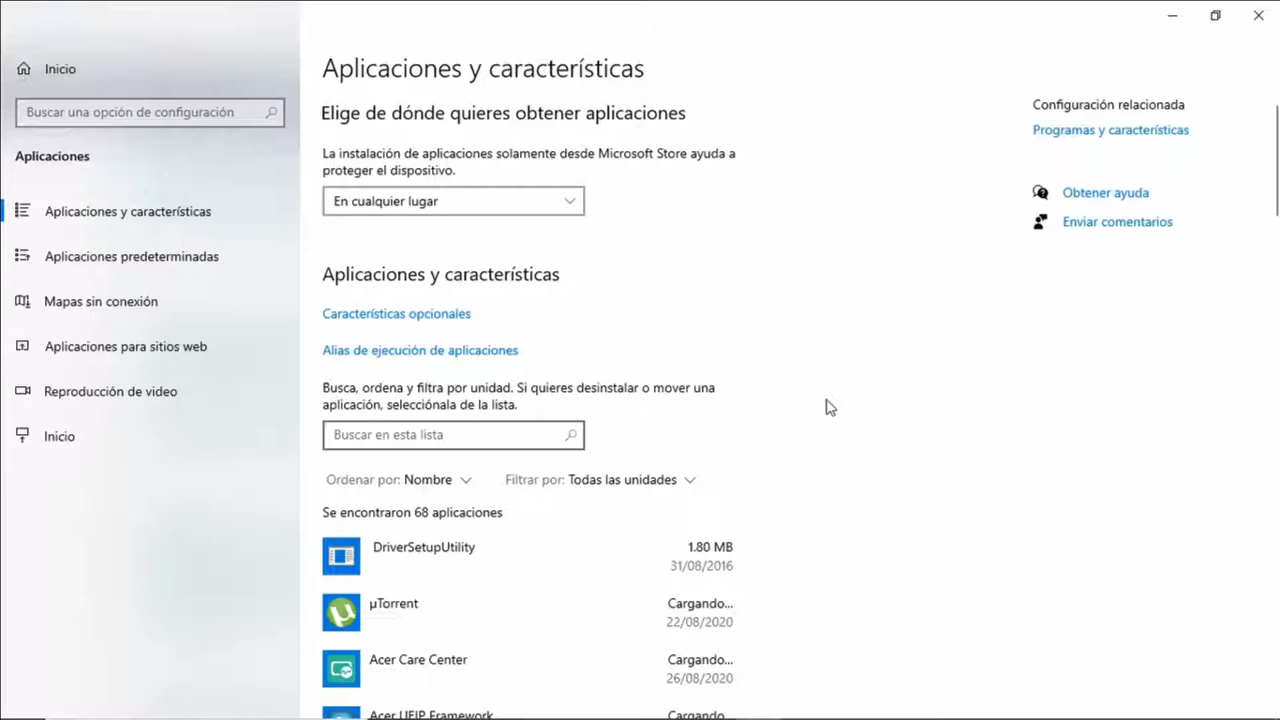 Inicio
Buscar una opción de configuración
Aplicaciones
Aplicaciones y características
Aplicaciones predeterminadas
Mapas sin conexión
Aplicaciones para sitios web
Reproducción de video
Inicio
Aplicaciones y características
Elige de dónde quieres obtener aplicaciones
La instalación de aplicaciones solamente desde Microsoft Store ayuda a
proteger el dispositivo.
En cualquier lugar
Aplicaciones y características
Características opcionales
Alias de ejecución de aplicaciones
Busca, ordena y filtra por unidad. Si quieres desinstalar o mover una
aplicación, selecciónala de la lista.
Buscar en esta lista
Ordenar por: Nombre Filtrar por: Todas las unidades
Se encontraron 68 aplicaciones
DriverSetupUtility 1.80 MB
31/08/2016
µTorrent Cargando...
22/08/2020
Acer Care Center Cargando...
26/08/2020
Acer UEIP Framework Cargando...
Configuración relacionada
Programas y características
Obtener ayuda
Enviar comentarios